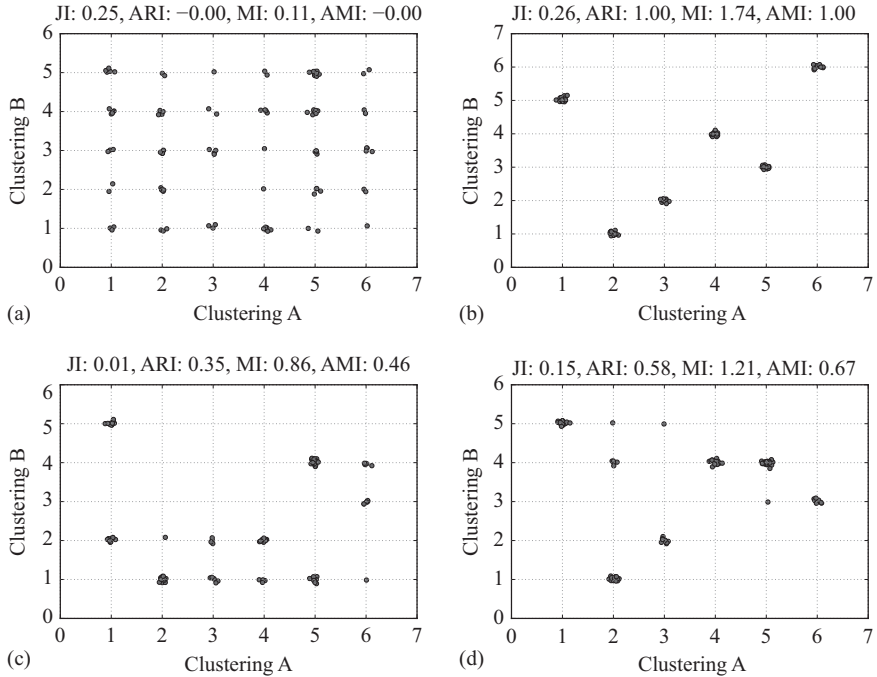 JI: 0.25, ARI: −0.00, MI: 0.11, AMI: −0.00
6
5
4
3
2
1
0
Clustering B
0 1 2 3 4 5 6 7
Clustering A
(a)
JI: 0.26, ARI: 1.00, MI: 1.74, AMI: 1.00
7
6
5
4
3
2
1
0
Clustering B
0 1 2 3 4 5 6 7
Clustering A
(b)
JI: 0.01, ARI: 0.35, MI: 0.86, AMI: 0.46
6
5
4
3
2
1
0
Clustering B
0 1 2 3 4 5 6 7
Clustering A
(c)
JI: 0.15, ARI: 0.58, MI: 1.21, AMI: 0.67
6
5
4
3
2
1
0
Clustering B
0 1 2 3 4 5 6 7
Clustering A
(d)